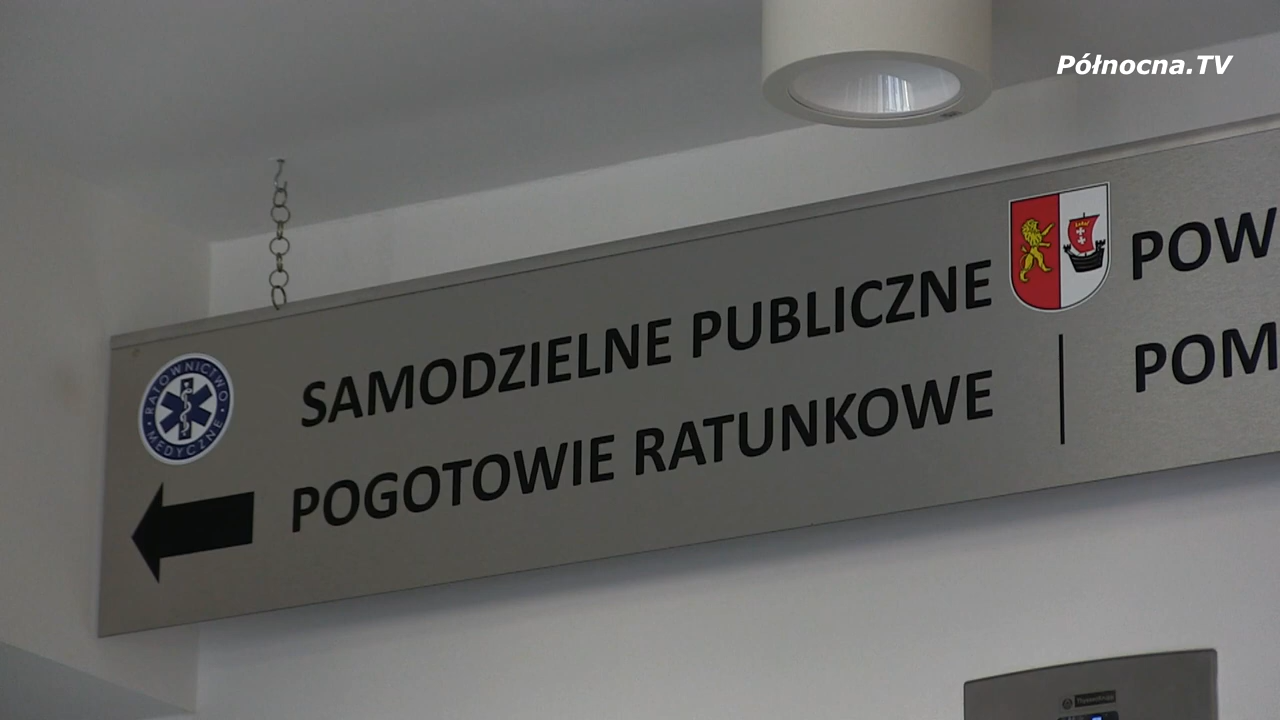 Północna.TV
SAMODZIELNE PUBLICZNE
POGOTOWIE RATUNKOWE
RATOWNICTWO
MEDYCZNE
POW
POM